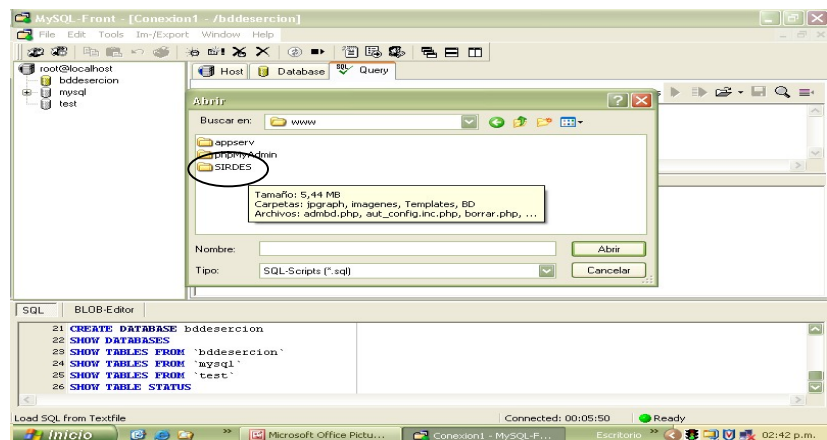 MySQL-Front - [Conexion1 - /bddesercion]
File Edit Tools Im-/Export Window Help
root@localhost
bddesercion
mysql
test
Host Database SQL Query
Abrir
Buscar en: www
appserv
phpMyAdmin
SIRDES
Tamaño: 5,44 MB
Carpetas: jpgraph, imagenes, Templates, BD
Archivos: admbd.php, aut_config.inc.php, borrar.php, ...
Nombre: Abrir
Tipo: SQL-Scripts (*.sql) Cancelar
SQL BLOB-Editor
21 CREATE DATABASE bddesercion
22 SHOW DATABASES
23 SHOW TABLES FROM `bddesercion`
24 SHOW TABLES FROM `mysql`
25 SHOW TABLES FROM `test`
26 SHOW TABLE STATUS
Load SQL from Textfile Connected: 00:05:50 Ready
Inicio » Microsoft Office Pictu... Conexion1 - MySQL-F... Escritorio » 02:42 p.m.